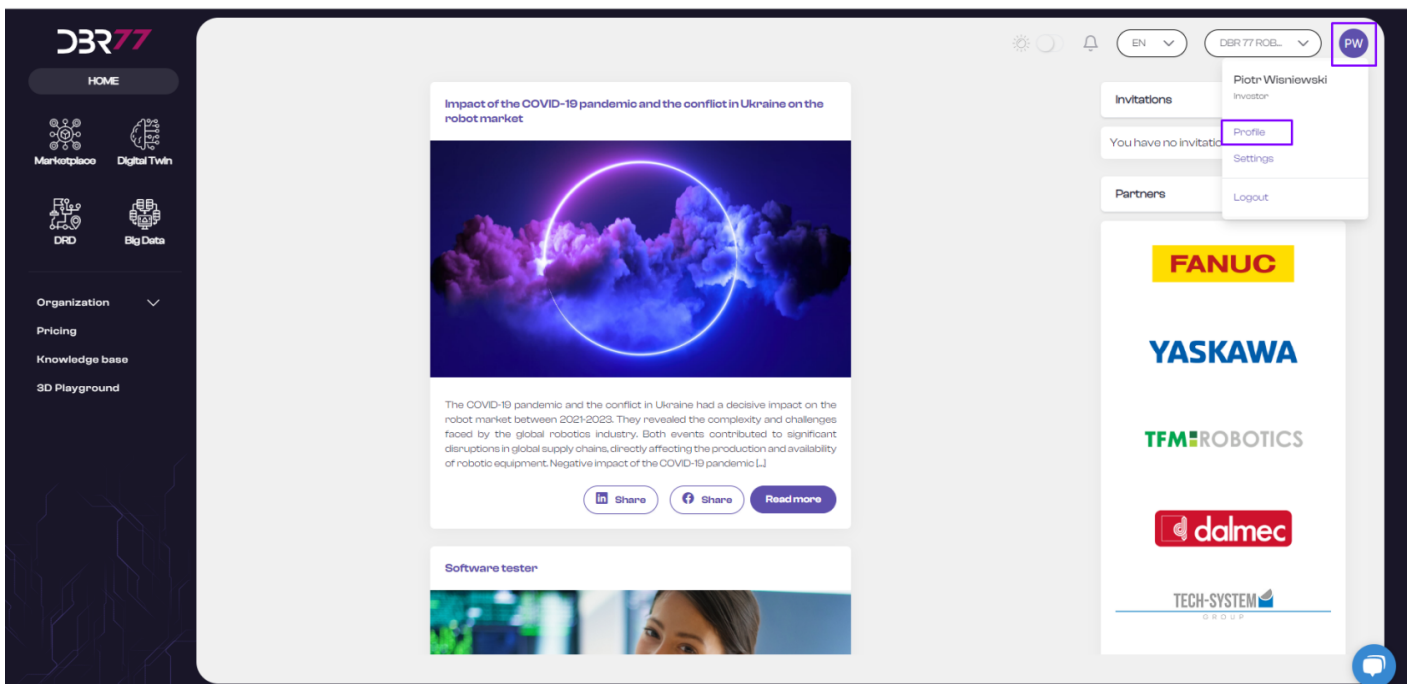 DBR77
HOME
Marketplace
Digital Twin
DRD
Big Data
Organization
Pricing
Knowledge base
3D Playground
EN
DBR 77 ROB...
PW
Piotr Wisniewski
Investor
Profile
Settings
Logout
Impact of the COVID-19 pandemic and the conflict in Ukraine on the
robot market
The COVID-19 pandemic and the conflict in Ukraine had a decisive impact on the
robot market between 2021-2023. They revealed the complexity and challenges
faced by the global robotics industry. Both events contributed to significant
disruptions in global supply chains, directly affecting the production and availability
of robotic equipment. Negative impact of the COVID-19 pandemic [...]
Share
Share
Read more
Software tester
Invitations
You have no invitatio
Partners
FANUC
YASKAWA
TFM ROBOTICS
dalmec
TECH-SYSTEM
GROUP